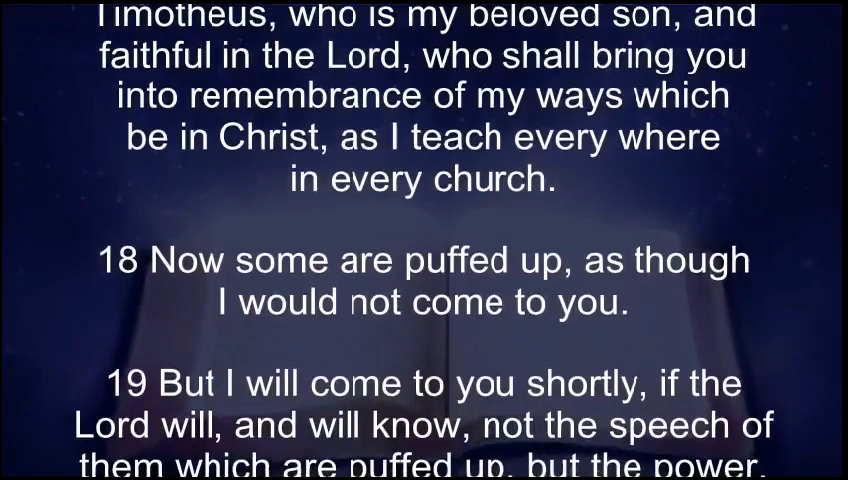 Timotheus, who is my beloved son, and
faithful in the Lord, who shall bring you
into remembrance of my ways which
be in Christ, as I teach every where
in every church.
18 Now some are puffed up, as though
I would not come to you.
19 But I will come to you shortly, if the
Lord will, and will know, not the speech of
them which are puffed up, but the power.